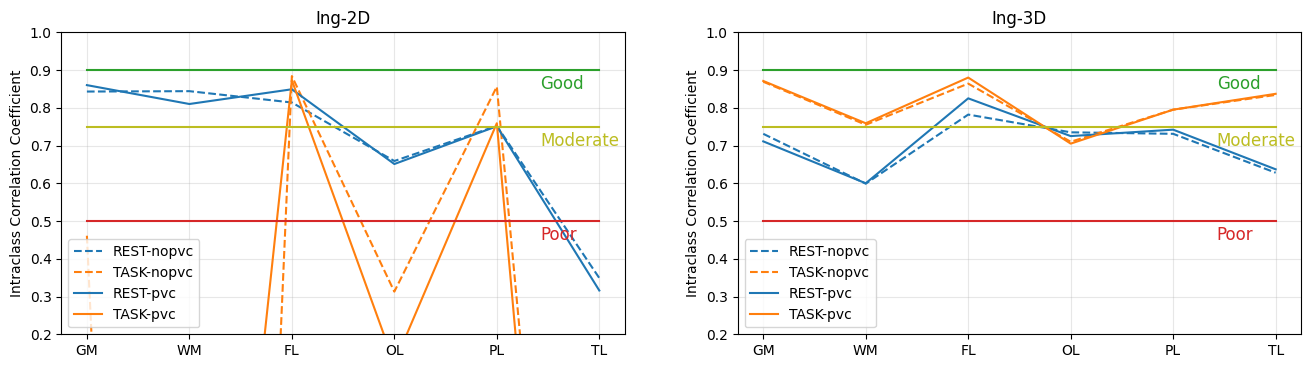 lng-2D
Intraclass Correlation Coefficient
1.0
0.9
0.8
0.7
0.6
0.5
0.4
0.3
0.2
Good
Moderate
Poor
REST-nopvc
TASK-nopvc
REST-pvc
TASK-pvc
GM WM FL OL PL TL
lng-3D
Intraclass Correlation Coefficient
1.0
0.9
0.8
0.7
0.6
0.5
0.4
0.3
0.2
Good
Moderate
Poor
REST-nopvc
TASK-nopvc
REST-pvc
TASK-pvc
GM WM FL OL PL TL